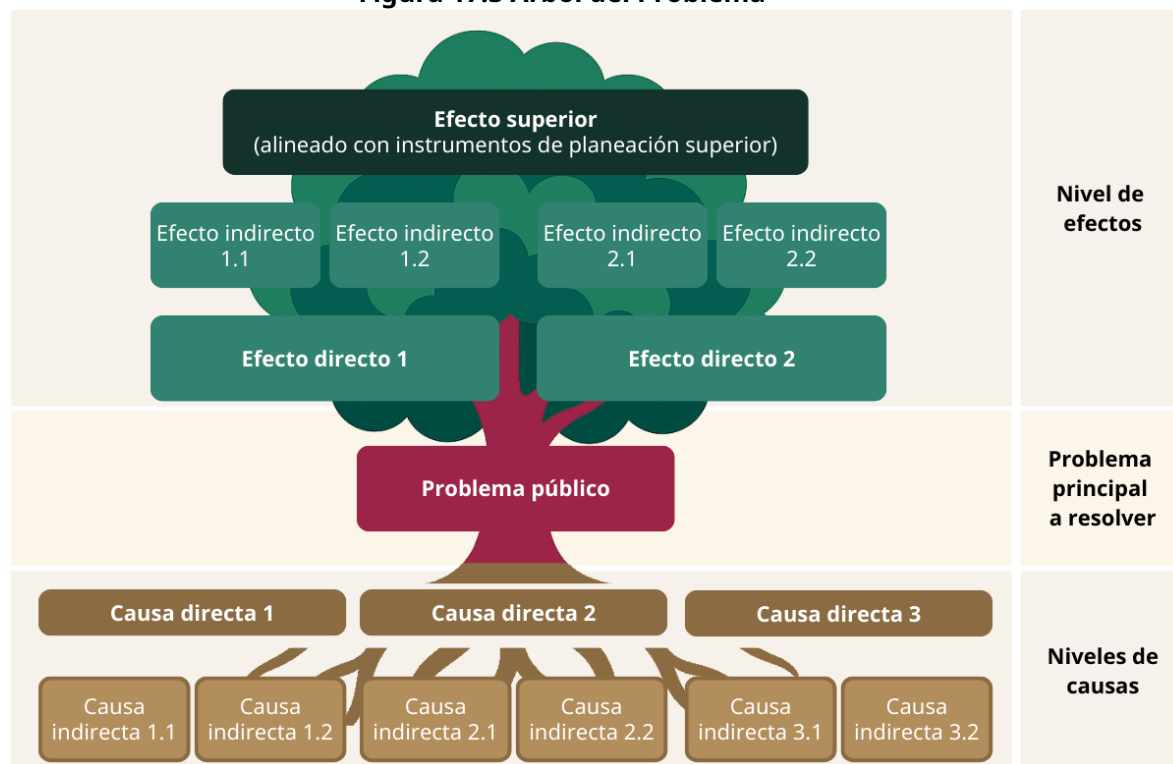 Efecto superior
(alineado con instrumentos de planeación superior)
Nivel de
efectos
Efecto indirecto
1.1
Efecto indirecto
1.2
Efecto indirecto
2.1
Efecto indirecto
2.2
Efecto directo 1
Efecto directo 2
Problema público
Problema
principal
a resolver
Causa directa 1
Causa directa 2
Causa directa 3
Niveles de
causas
Causa
indirecta 1.1
Causa
indirecta 1.2
Causa
indirecta 2.1
Causa
indirecta 2.2
Causa
indirecta 3.1
Causa
indirecta 3.2